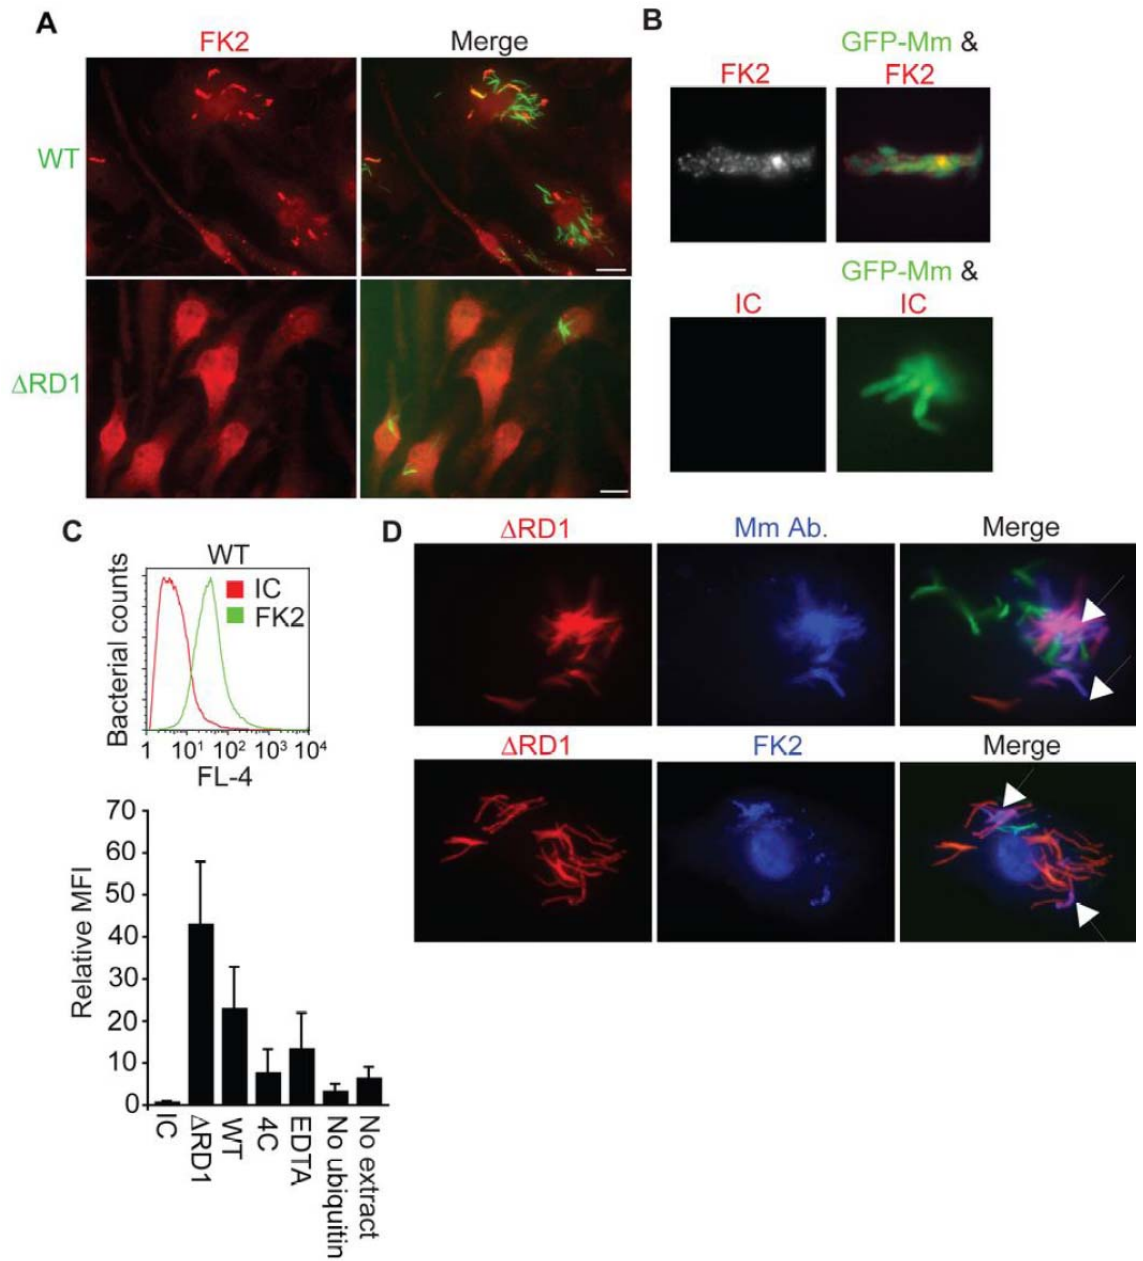 A
FK2
Merge
WT
ΔRD1
B
FK2
GFP-Mm &
FK2
IC
GFP-Mm &
IC
C
WT
IC
FK2
Bacterial counts
1 10¹ 10² 10³ 10⁴
FL-4
Relative MFI
70
60
50
40
30
20
10
0
IC
ΔRD1
WT
4C
EDTA
No ubiquitin
No extract
D
ΔRD1
Mm Ab.
Merge
ΔRD1
FK2
Merge